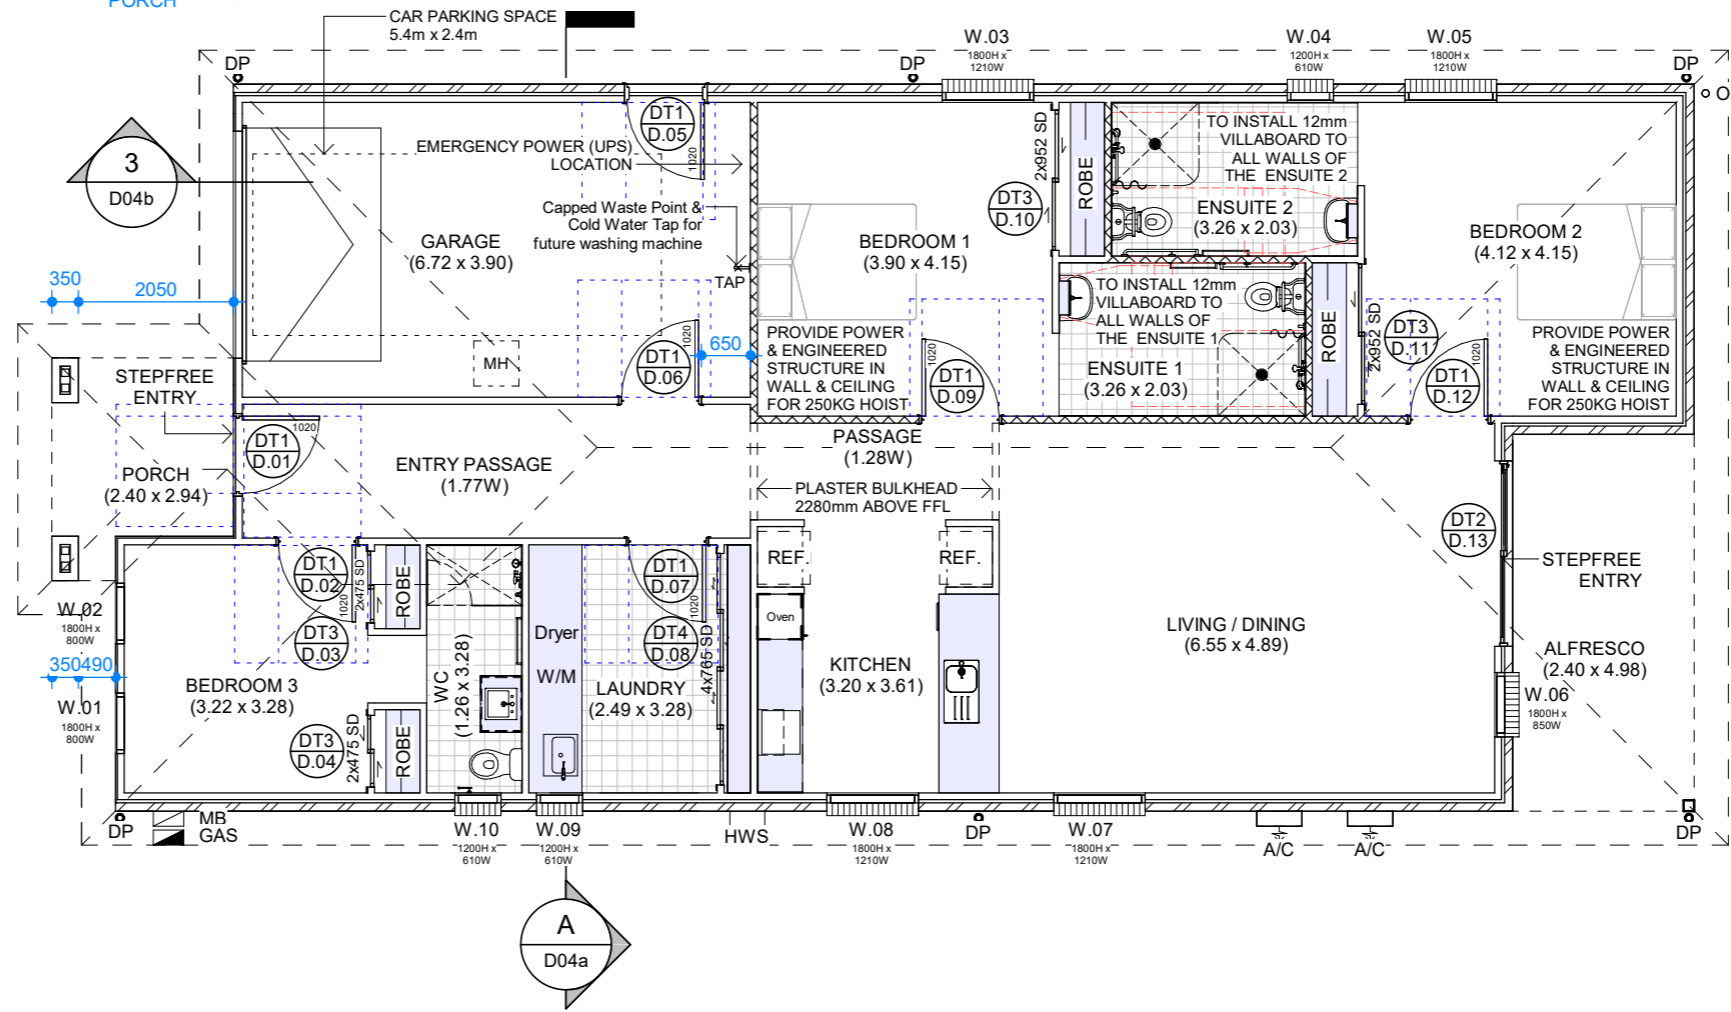 PORCH
CAR PARKING SPACE
5.4m x 2.4m
W.03
1800H x
1210W
W.04
1200H x
610W
W.05
1800H x
1210W
DP
DP
DP
O
3
D04b
DT1
D.05
1020
EMERGENCY POWER (UPS)
LOCATION
Capped Waste Point &
Cold Water Tap for
future washing machine
TAP
GARAGE
(6.72 x 3.90)
2x952 SD
ROBE
DT3
D.10
BEDROOM 1
(3.90 x 4.15)
TO INSTALL 12mm
VILLABOARD TO
ALL WALLS OF
THE ENSUITE 2
ENSUITE 2
(3.26 x 2.03)
BEDROOM 2
(4.12 x 4.15)
350
2050
650
MH
DT1
D.06
1020
PROVIDE POWER
& ENGINEERED
STRUCTURE IN
WALL & CEILING
FOR 250KG HOIST
1020
DT1
D.09
TO INSTALL 12mm
VILLABOARD TO
ALL WALLS OF
THE ENSUITE 1
ENSUITE 1
(3.26 x 2.03)
ROBE
2x952 SD
DT3
D.11
1020
DT1
D.12
PROVIDE POWER
& ENGINEERED
STRUCTURE IN
WALL & CEILING
FOR 250KG HOIST
STEPFREE
ENTRY
1020
DT1
D.01
PORCH
(2.40 x 2.94)
ENTRY PASSAGE
(1.77W)
PASSAGE
(1.28W)
PLASTER BULKHEAD
2280mm ABOVE FFL
DT2
D.13
STEPFREE
ENTRY
DT1
D.02
1020
2x475 SD
ROBE
DT3
D.03
DT1
D.07
1020
DT4
D.08
4x765 SD
REF.
REF.
Oven
W.02
1800H x
800W
350
490
W.01
1800H x
800W
BEDROOM 3
(3.22 x 3.28)
DT3
D.04
2x475 SD
ROBE
WC
(1.26 x 3.28)
Dryer
W/M
LAUNDRY
(2.49 x 3.28)
KITCHEN
(3.20 x 3.61)
LIVING / DINING
(6.55 x 4.89)
ALFRESCO
(2.40 x 4.98)
W.06
1800H x
850W
DP
MB
GAS
W.10
1200H x
610W
W.09
1200H x
610W
HWS
W.08
1800H x
1210W
DP
W.07
1800H x
1210W
A/C
A/C
DP
A
D04a